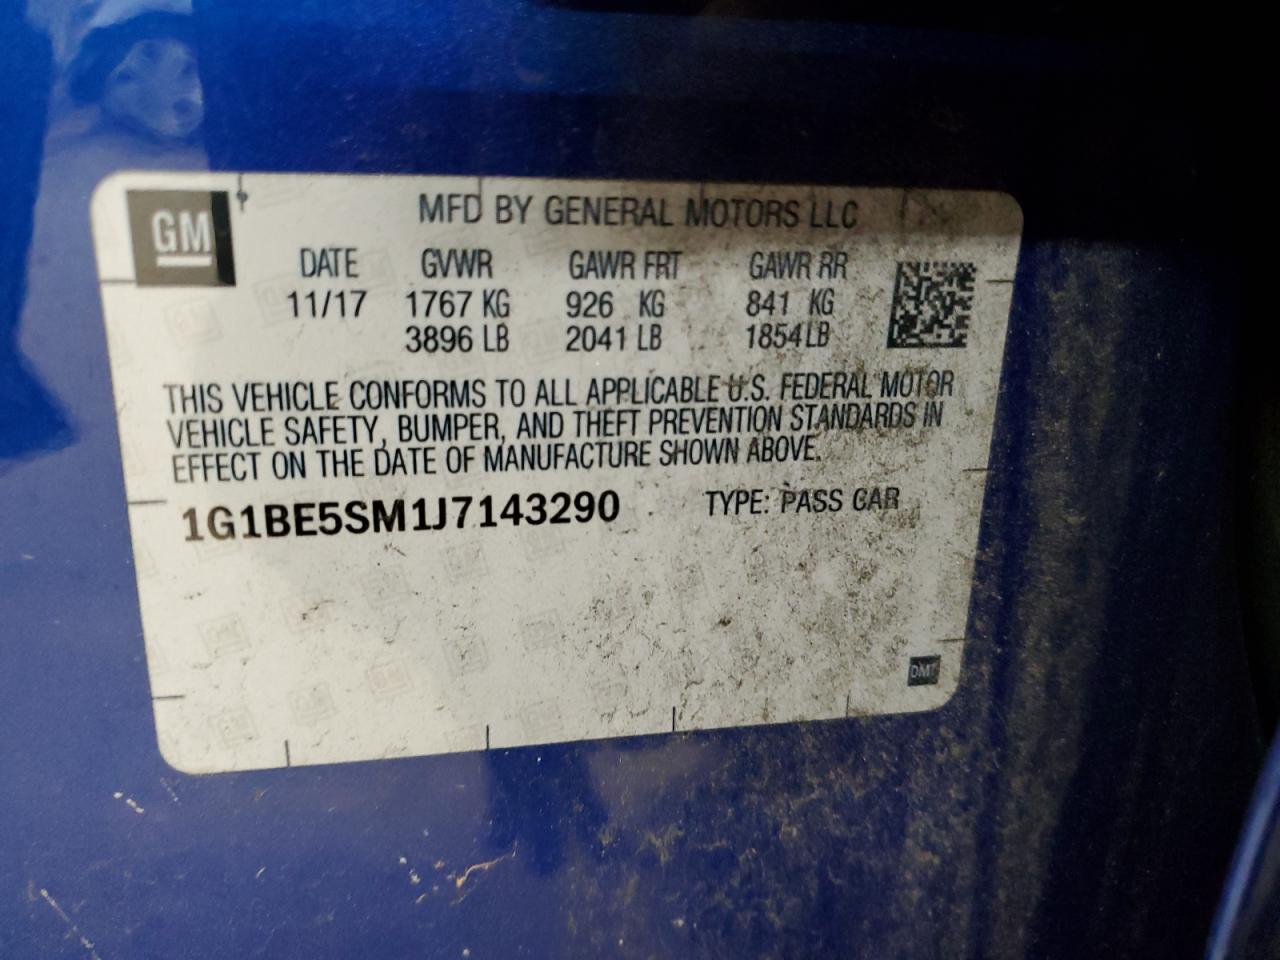 GM
MFD BY GENERAL MOTORS LLC
DATE GVWR GAWR FRT GAWR RR
11/17 1767 KG 926 KG 841 KG
3896 LB 2041 LB 1854 LB
THIS VEHICLE CONFORMS TO ALL APPLICABLE U.S. FEDERAL MOTOR
VEHICLE SAFETY, BUMPER, AND THEFT PREVENTION STANDARDS IN
EFFECT ON THE DATE OF MANUFACTURE SHOWN ABOVE.
1G1BE5SM1J7143290 TYPE: PASS CAR